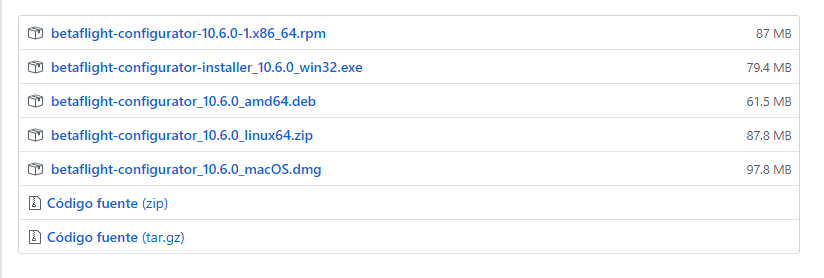 betaflight-configurator-10.6.0-1.x86_64.rpm 87 MB
betaflight-configurator-installer_10.6.0_win32.exe 79.4 MB
betaflight-configurator_10.6.0_amd64.deb 61.5 MB
betaflight-configurator_10.6.0_linux64.zip 87.8 MB
betaflight-configurator_10.6.0_macOS.dmg 97.8 MB
Código fuente (zip)
Código fuente (tar.gz)